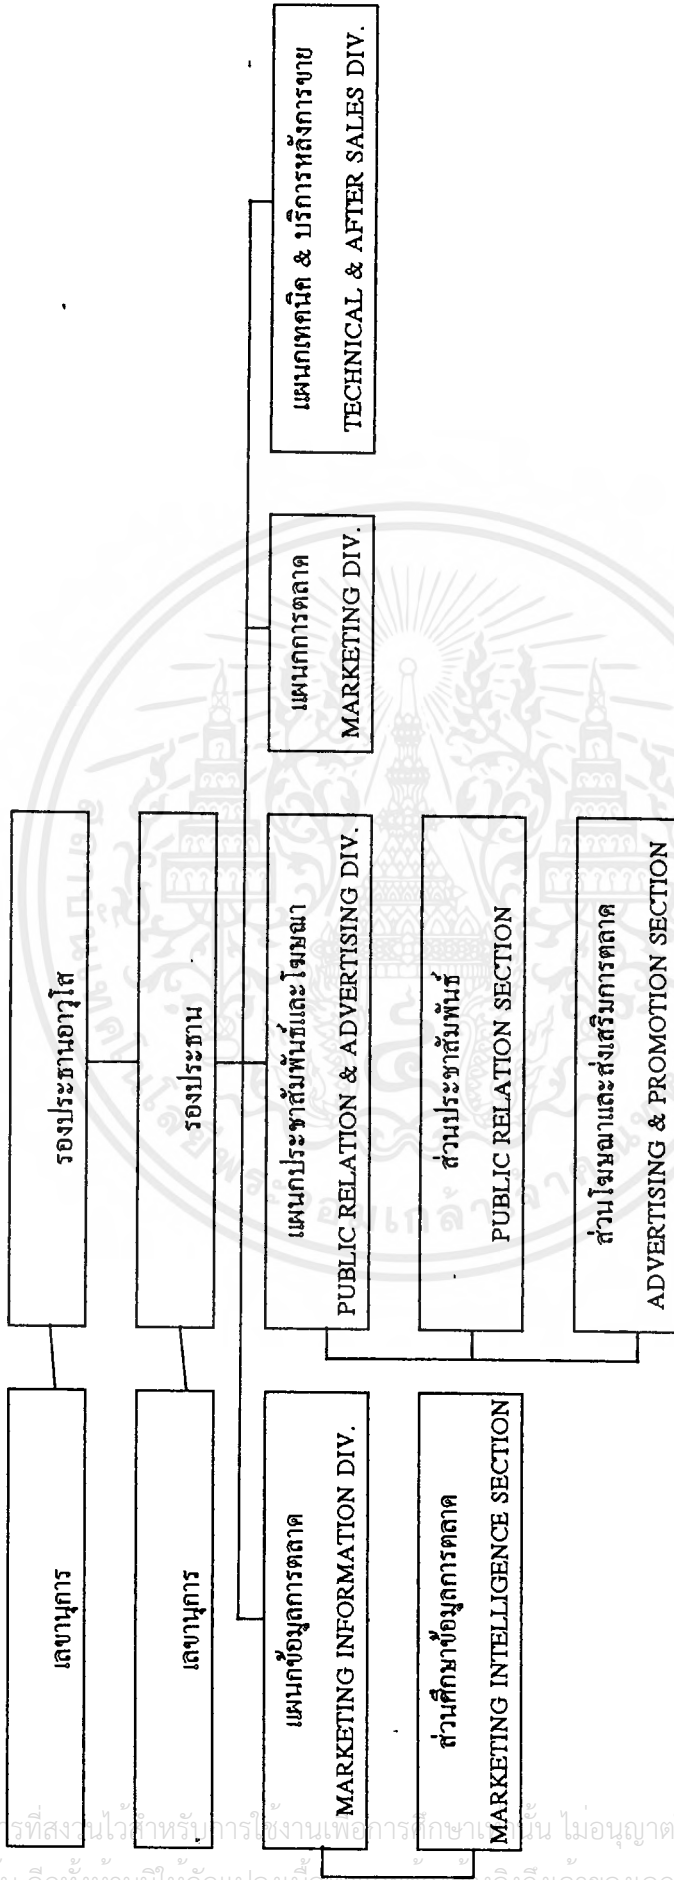 เลขานุการ
รองประธานอาวุโส
เลขานุการ
รองประธาน
แผนกข้อมูลการตลาด
MARKETING INFORMATION DIV.
แผนกประชาสัมพันธ์และโฆษณา
PUBLIC RELATION & ADVERTISING DIV.
แผนกการตลาด
MARKETING DIV.
แผนกเทคนิค & บริการหลังการขาย
TECHNICAL & AFTER SALES DIV.
ส่วนศึกษาข้อมูลการตลาด
MARKETING INTELLIGENCE SECTION
ส่วนประชาสัมพันธ์
PUBLIC RELATION SECTION
ส่วนโฆษณาและส่งเสริมการตลาด
ADVERTISING & PROMOTION SECTION